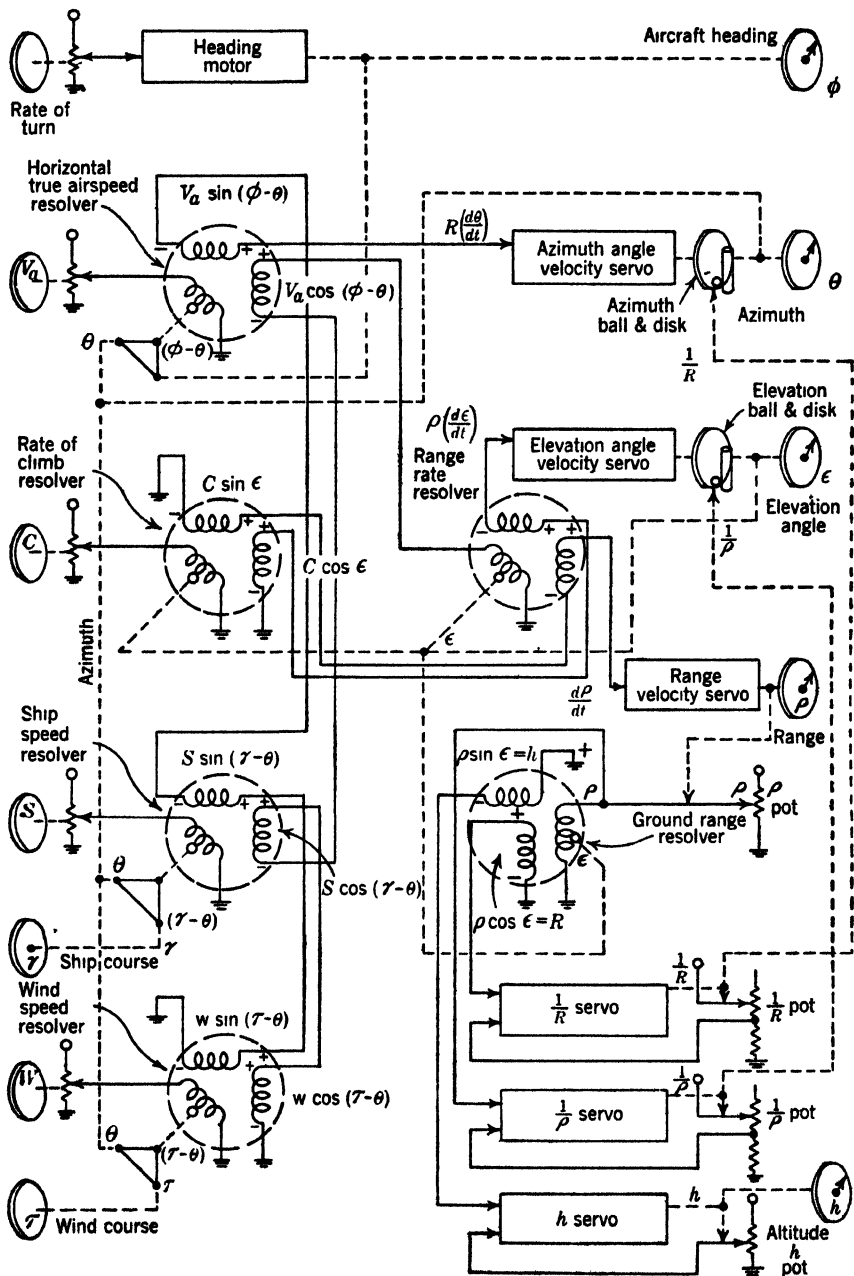 Heading
motor
Aircraft heading
ϕ
Rate of
turn
Horizontal
true airspeed
resolver
V_a sin (ϕ-θ)
-
+
+
-
V_a
V_a cos (ϕ-θ)
R(dθ/dt)
Azimuth angle
velocity servo
Azimuth
ball & disk
Azimuth
θ
θ
(ϕ-θ)
1/R
Elevation
ball & disk
Rate of
climb
resolver
C sin ϵ
-
+
+
-
C
C cos ϵ
ρ(dϵ/dt)
Range
rate
resolver
-
+
+
-
Elevation angle
velocity servo
ϵ
Elevation
angle
1/ρ
ϵ
Azimuth
dρ/dt
Range
velocity servo
ρ
Range
Ship
speed
resolver
S sin (γ-θ)
-
+
+
-
S
S cos (γ-θ)
θ
(γ-θ)
γ
γ
Ship course
ρ sin ϵ = h
+
-
+
-
ρ
ϵ
Ground range
resolver
ρ cos ϵ = R
ρ
ρ
pot
Wind
speed
resolver
w sin (τ-θ)
-
+
+
-
W
w cos (τ-θ)
θ
(τ-θ)
τ
τ
Wind course
1/R servo
1/R
1/R pot
1/ρ servo
1/ρ
1/ρ pot
h servo
h
h
Altitude
h
pot